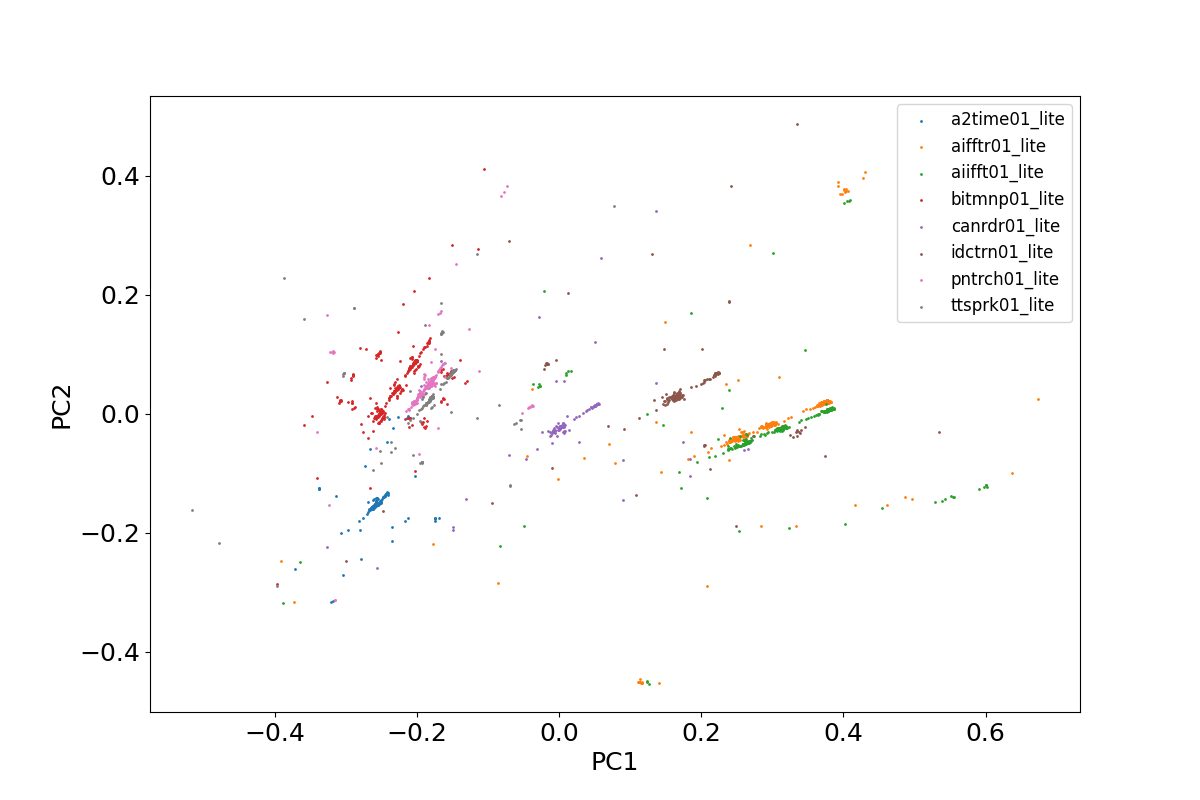 a2time01_lite
aifftr01_lite
aiifft01_lite
bitmnp01_lite
canrdr01_lite
idctrn01_lite
pntrch01_lite
ttsprk01_lite
0.4
0.2
0.0
−0.2
−0.4
PC2
−0.4 −0.2 0.0 0.2 0.4 0.6
PC1